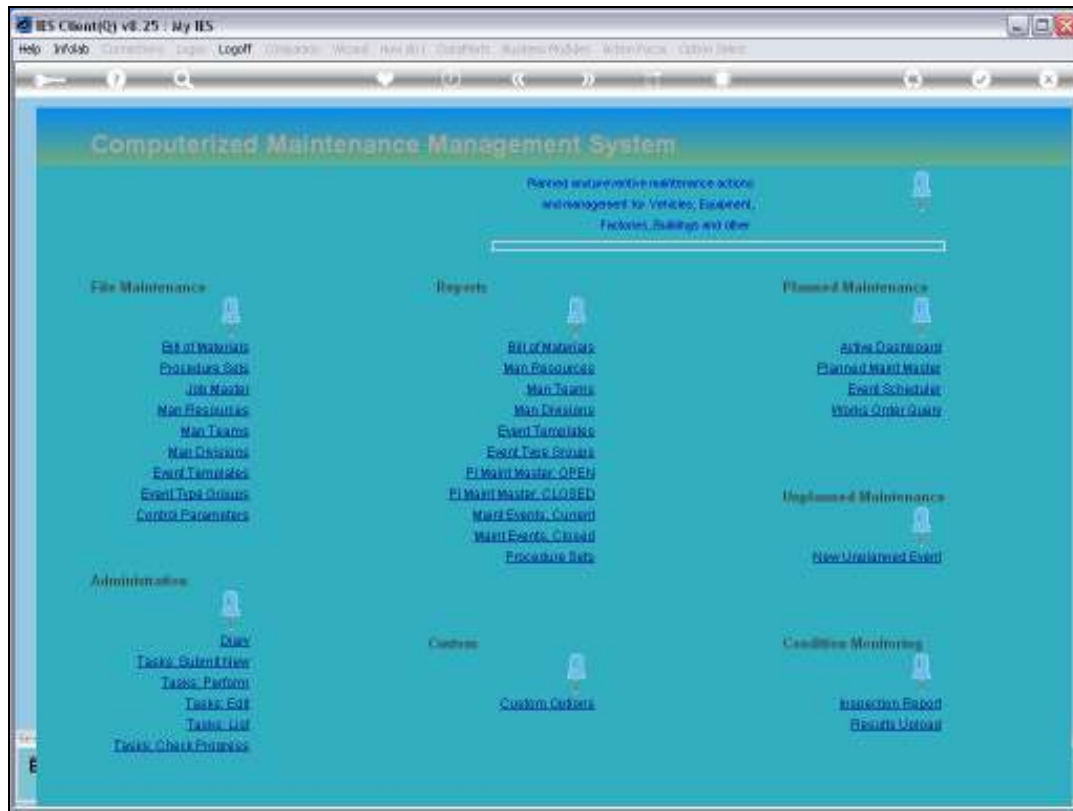 IES Client(Q) v8.25 : My IES
Help Infolab Logoff
Computerized Maintenance Management System
Planned and preventive maintenance actions
and management for Vehicles, Equipment,
Factories, Buildings and other
File Maintenance
Bill of Materials
Procedure Sets
Job Master
Man Resources
Man Teams
Man Divisions
Event Templates
Event Type Groups
Control Parameters
Administration
Diary
Tasks: Submit New
Tasks: Perform
Tasks: Edit
Tasks: List
Tasks: Check Progress
Reports
Bill of Materials
Man Resources
Man Teams
Man Divisions
Event Templates
Event Type Groups
Pl Maint Master, OPEN
Pl Maint Master, CLOSED
Maint Events, Current
Maint Events, Closed
Procedure Sets
Custom
Custom Options
Planned Maintenance
Active Dashboard
Planned Maint Master
Event Scheduler
Works Order Query
Unplanned Maintenance
New Unplanned Event
Condition Monitoring
Inspection Report
Results Upload